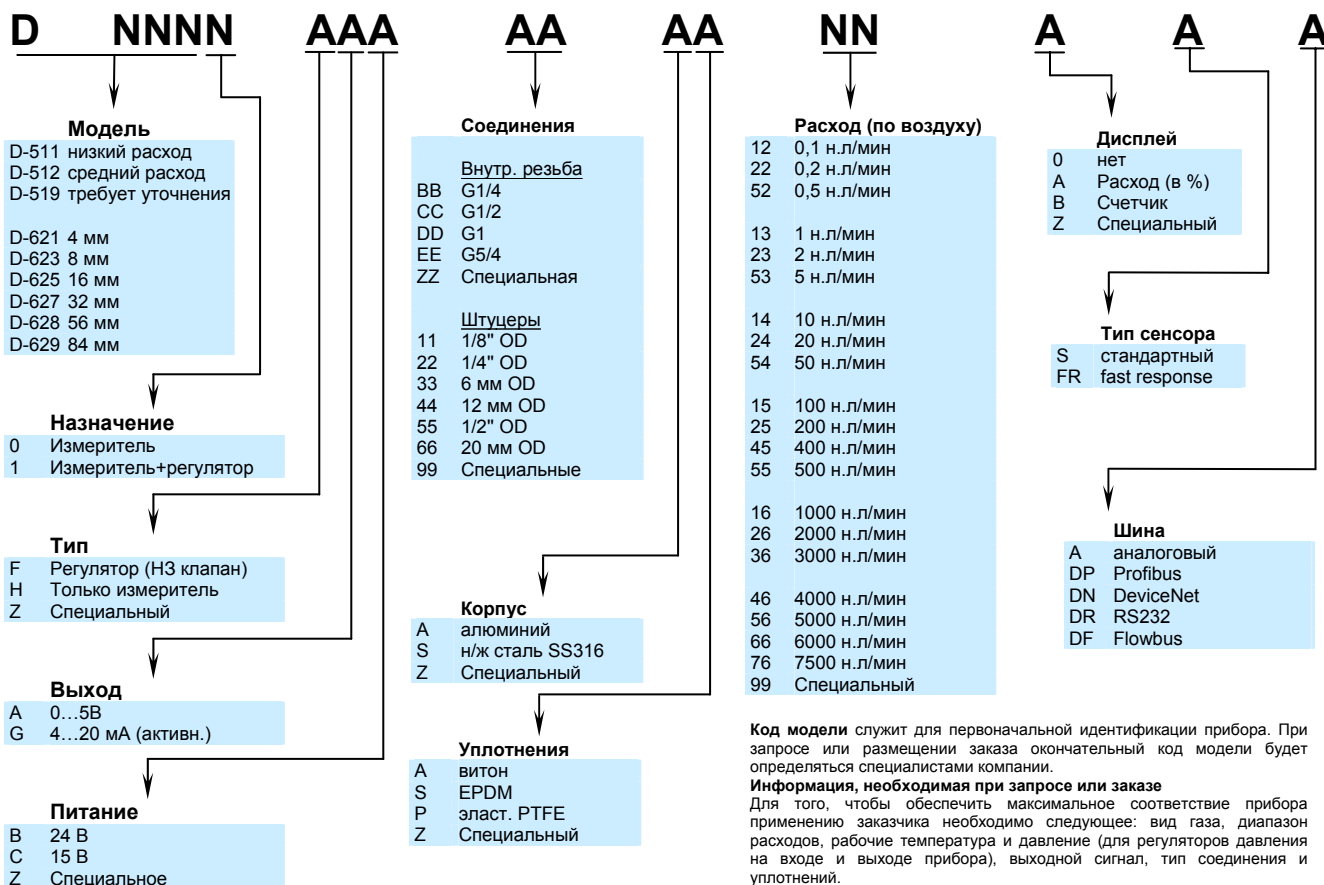 D NNNN AAA AA AA NN A A A
Модель
D-511 низкий расход
D-512 средний расход
D-519 требует уточнения
D-621 4 мм
D-623 8 мм
D-625 16 мм
D-627 32 мм
D-628 56 мм
D-629 84 мм
Назначение
0 Измеритель
1 Измеритель+регулятор
Тип
F Регулятор (НЗ клапан)
H Только измеритель
Z Специальный
Выход
A 0…5В
G 4…20 мА (активн.)
Питание
B 24 В
C 15 В
Z Специальное
Соединения
Внутр. резьба
BB G1/4
CC G1/2
DD G1
EE G5/4
ZZ Специальная
Штуцеры
11 1/8" OD
22 1/4" OD
33 6 мм OD
44 12 мм OD
55 1/2" OD
66 20 мм OD
99 Специальные
Корпус
A алюминий
S н/ж сталь SS316
Z Специальный
Уплотнения
A витон
S EPDM
P эласт. PTFE
Z Специальный
Расход (по воздуху)
12 0,1 н.л/мин
22 0,2 н.л/мин
52 0,5 н.л/мин
13 1 н.л/мин
23 2 н.л/мин
53 5 н.л/мин
14 10 н.л/мин
24 20 н.л/мин
54 50 н.л/мин
15 100 н.л/мин
25 200 н.л/мин
45 400 н.л/мин
55 500 н.л/мин
16 1000 н.л/мин
26 2000 н.л/мин
36 3000 н.л/мин
46 4000 н.л/мин
56 5000 н.л/мин
66 6000 н.л/мин
76 7500 н.л/мин
99 Специальный
Дисплей
0 нет
A Расход (в %)
B Счетчик
Z Специальный
Тип сенсора
S стандартный
FR fast response
Шина
A аналоговый
DP Profibus
DN DeviceNet
DR RS232
DF Flowbus
Код модели служит для первоначальной идентификации прибора. При
запросе или размещении заказа окончательный код модели будет
определяться специалистами компании.
Информация, необходимая при запросе или заказе
Для того, чтобы обеспечить максимальное соответствие прибора
применению заказчика необходимо следующее: вид газа, диапазон
расходов, рабочие температура и давление (для регуляторов давления
на входе и выходе прибора), выходной сигнал, тип соединения и
уплотнений.